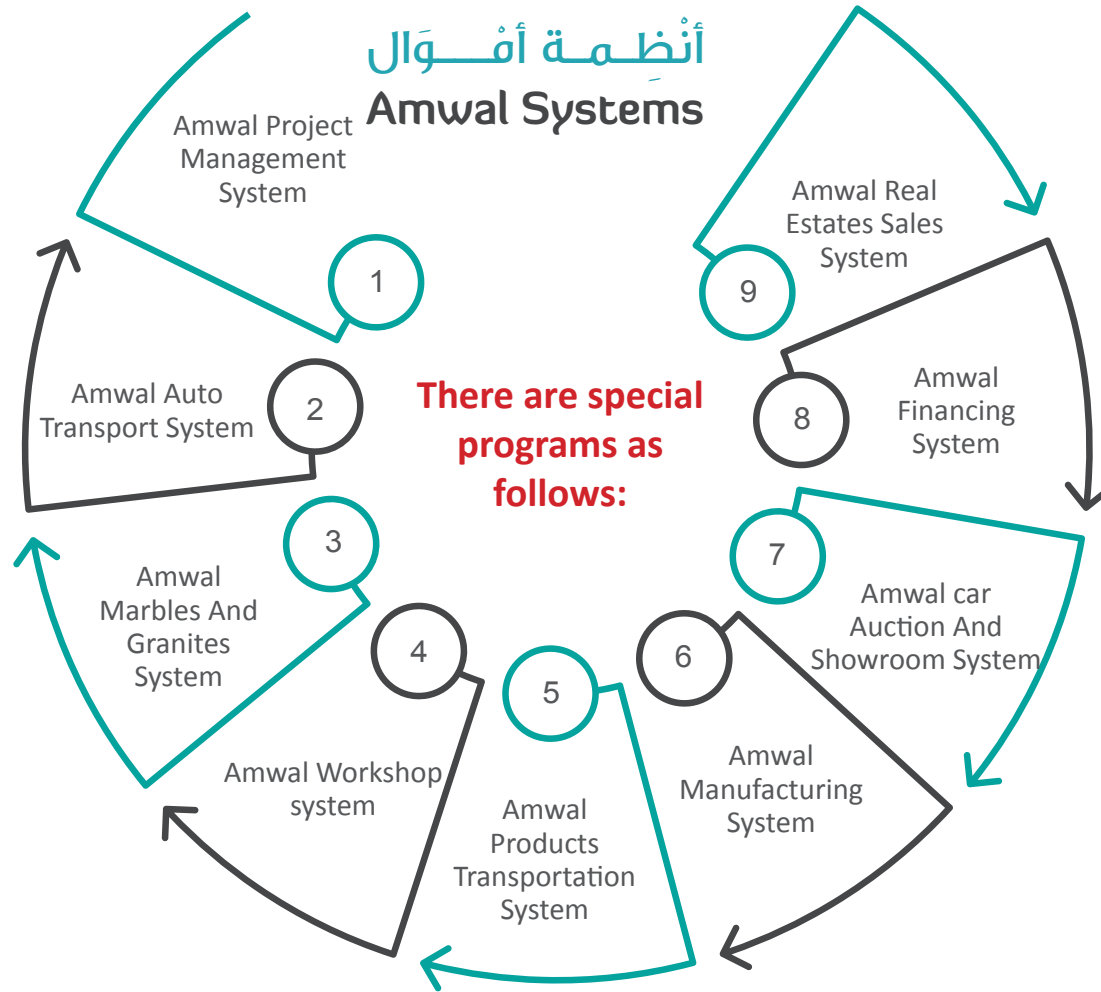 أنْظِـمـة أمْـــوَال
Amwal Systems
There are special
programs as
follows:
1
Amwal Project
Management
System
2
Amwal Auto
Transport System
3
Amwal
Marbles And
Granites
System
4
Amwal Workshop
system
5
Amwal
Products
Transportation
System
6
Amwal
Manufacturing
System
7
Amwal car
Auction And
Showroom System
8
Amwal
Financing
System
9
Amwal Real
Estates Sales
System